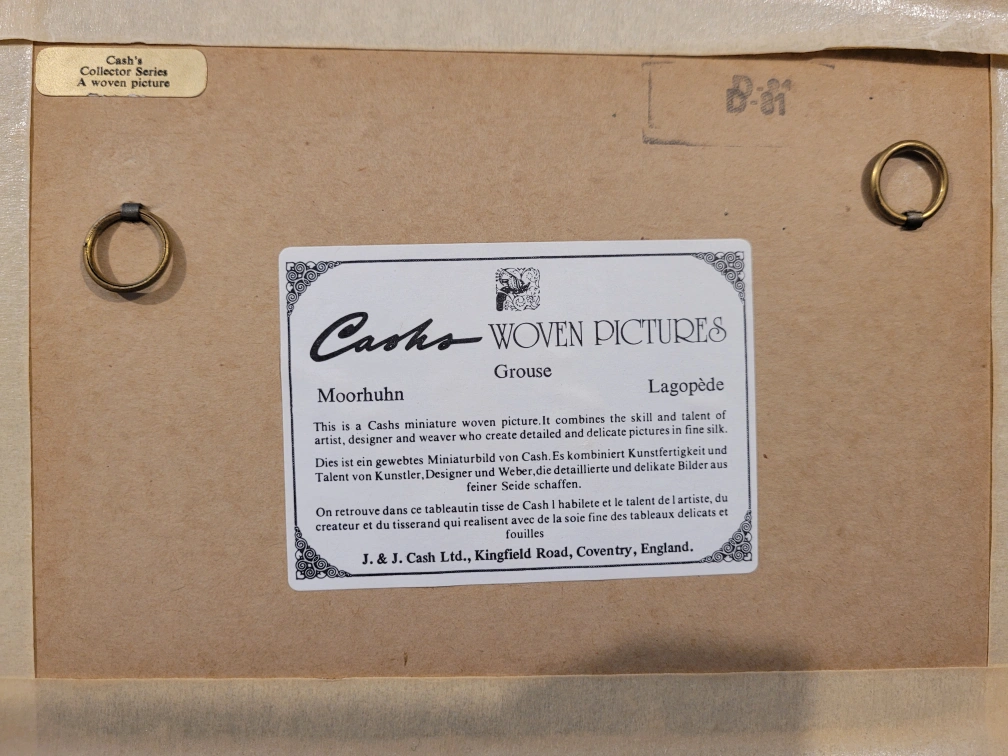 Cash's
Collector Series
A woven picture
D-81
Cashs WOVEN PICTURES
Grouse
Moorhuhn
Lagopède
This is a Cashs miniature woven picture.It combines the skill and talent of
artist, designer and weaver who create detailed and delicate pictures in fine silk.
Dies ist ein gewebtes Miniaturbild von Cash.Es kombiniert Kunstfertigkeit und
Talent von Kunstler,Designer und Weber,die detaillierte und delikate Bilder aus
feiner Seide schaffen.
On retrouve dans ce tableautin tisse de Cash l habilete et le talent de l artiste, du
createur et du tisserand qui realisent avec de la soie fine des tableaux delicats et
fouilles
J. & J. Cash Ltd., Kingfield Road, Coventry, England.